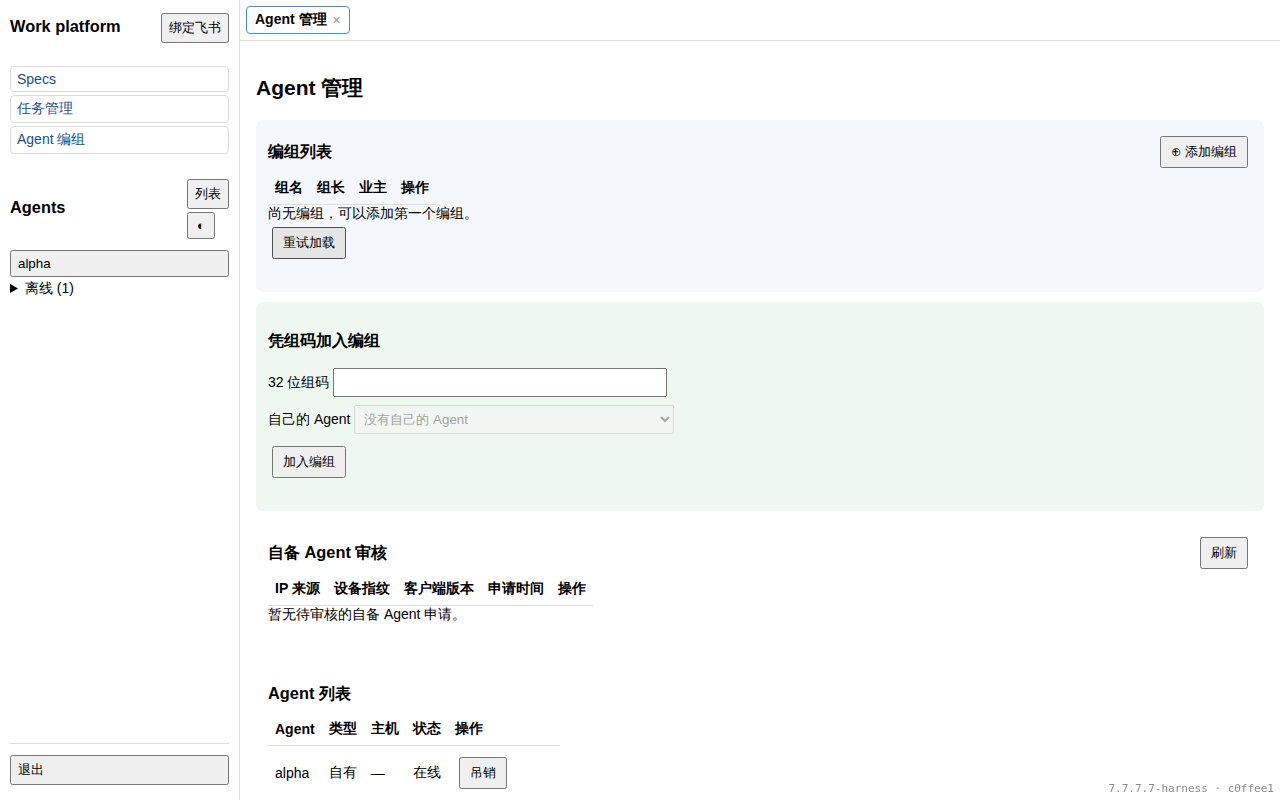 Work platform
绑定飞书
Specs
任务管理
Agent 编组
Agents
列表
alpha
离线 (1)
退出
Agent 管理 ×
Agent 管理
编组列表
⊕ 添加编组
组名 组长 业主 操作
尚无编组，可以添加第一个编组。
重试加载
凭组码加入编组
32 位组码
自己的 Agent 没有自己的 Agent
加入编组
自备 Agent 审核
刷新
IP 来源 设备指纹 客户端版本 申请时间 操作
暂无待审核的自备 Agent 申请。
Agent 列表
Agent 类型 主机 状态 操作
alpha 自有 — 在线 吊销
7.7.7.7-harness · c0ffee1